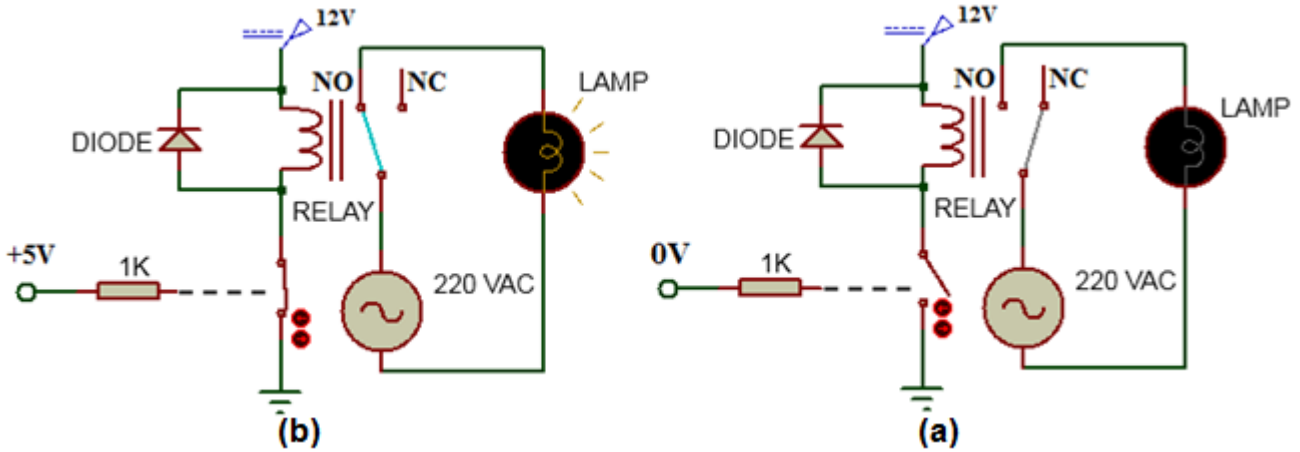 12V
NO
NC
LAMP
DIODE
RELAY
+5V
1K
220 VAC
(b)
12V
NO
NC
LAMP
DIODE
RELAY
0V
1K
220 VAC
(a)